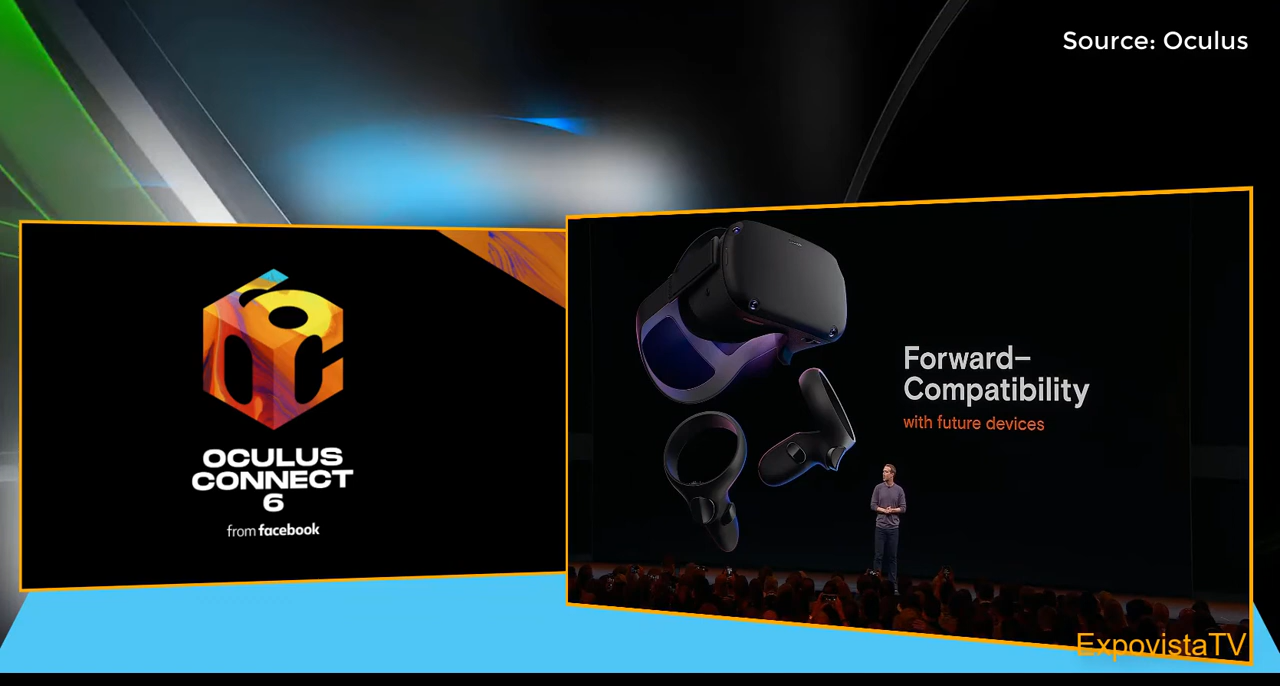 Source: Oculus
OCULUS
CONNECT
6
from facebook
Forward–
Compatibility
with future devices
ExpovistaTV